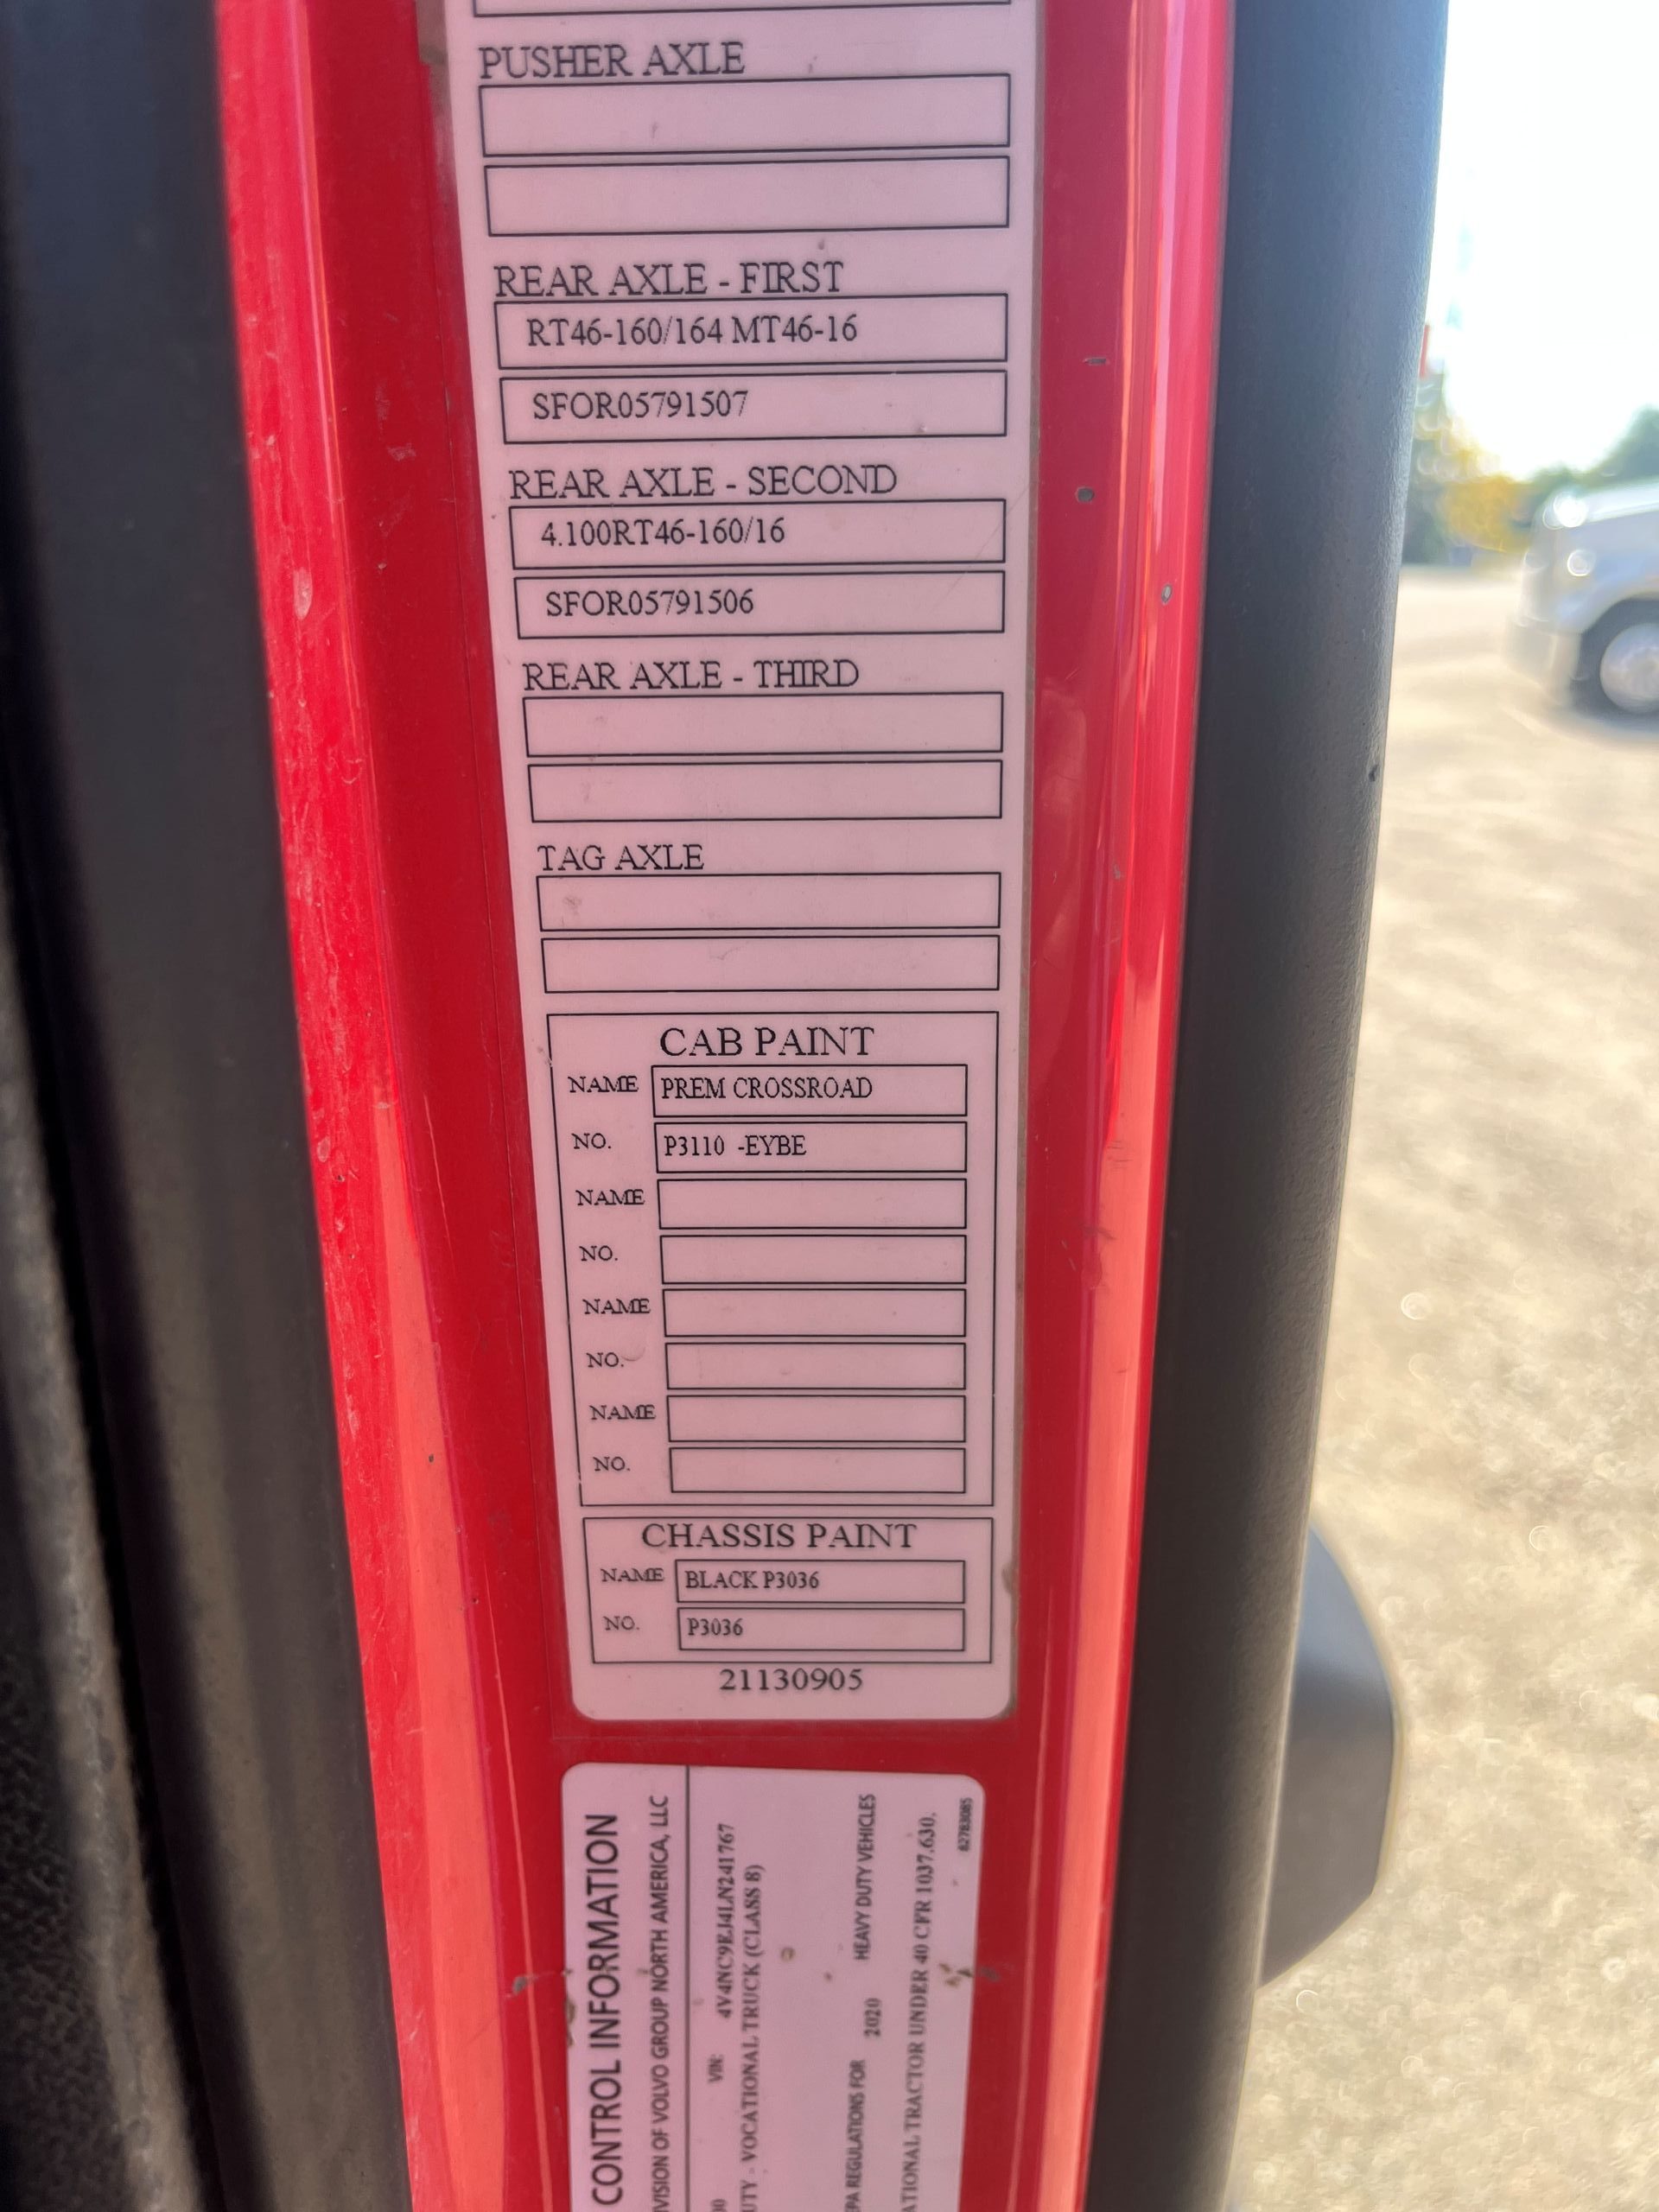 PUSHER AXLE
REAR AXLE - FIRST
RT46-160/164 MT46-16
SFOR05791507
REAR AXLE - SECOND
4.100RT46-160/16
SFOR05791506
REAR AXLE - THIRD
TAG AXLE
CAB PAINT
NAME PREM CROSSROAD
NO. P3110 -EYBE
NAME
NO.
NAME
NO.
NAME
NO.
CHASSIS PAINT
NAME BLACK P3036
NO. P3036
21130905
CONTROL INFORMATION
VISION OF VOLVO GROUP NORTH AMERICA, LLC
VIN: 4V4NC9EJ4LN241767
UTY - VOCATIONAL TRUCK (CLASS 8)
EPA REGULATIONS FOR 2020 HEAVY DUTY VEHICLES
ATIONAL TRACTOR UNDER 40 CFR 1037.630.
82783085